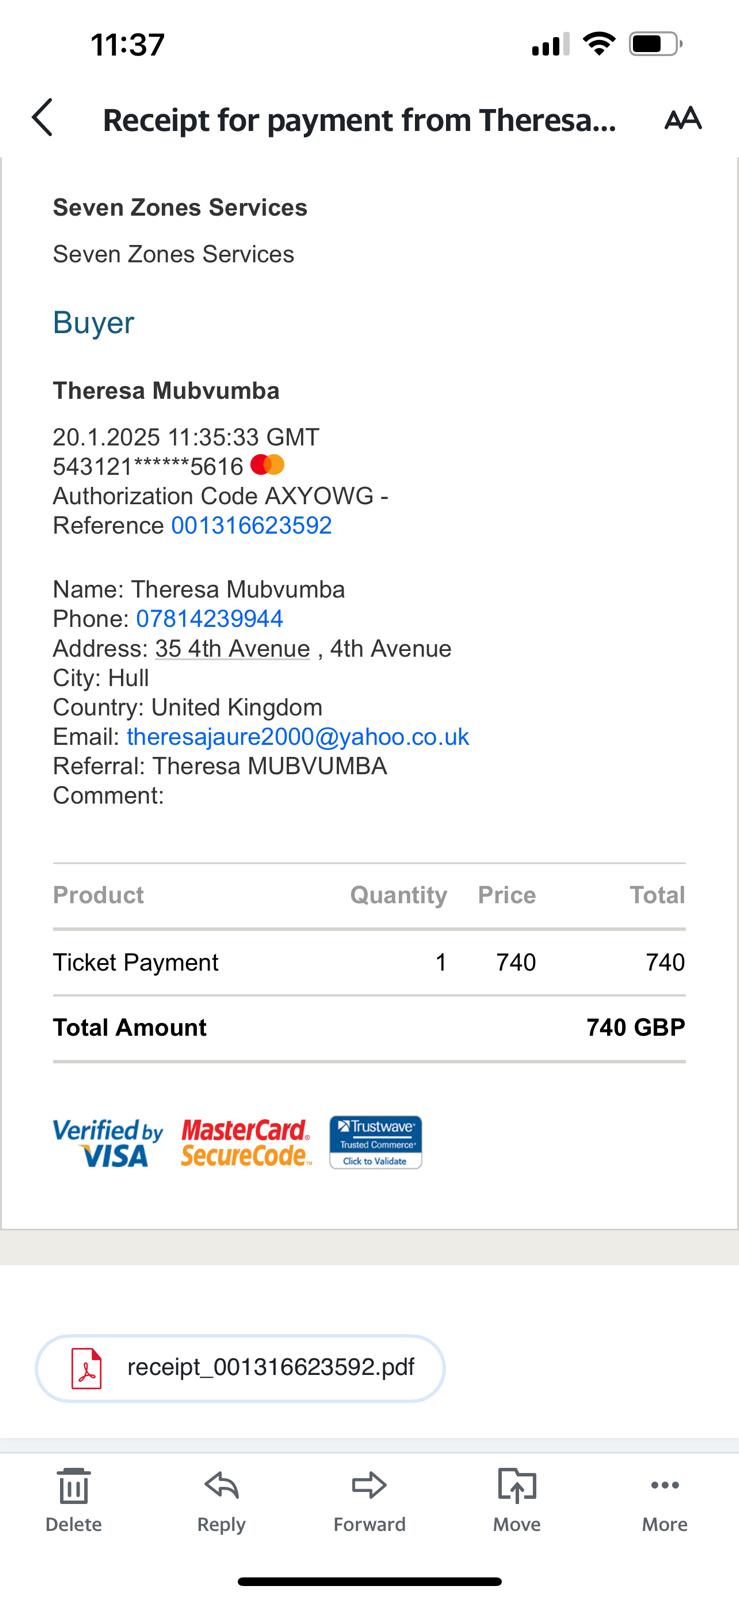 11:37
Receipt for payment from Theresa...
AA
Seven Zones Services
Seven Zones Services
Buyer
Theresa Mubvumba
20.1.2025 11:35:33 GMT
543121******5616
Authorization Code AXYOWG -
Reference 001316623592
Name: Theresa Mubvumba
Phone: 07814239944
Address: 35 4th Avenue , 4th Avenue
City: Hull
Country: United Kingdom
Email: theresajaure2000@yahoo.co.uk
Referral: Theresa MUBVUMBA
Comment:
Product Quantity Price Total
Ticket Payment 1 740 740
Total Amount 740 GBP
Verified by VISA
MasterCard. SecureCode.
Trustwave
Trusted Commerce
Click to Validate
receipt_001316623592.pdf
Delete Reply Forward Move More